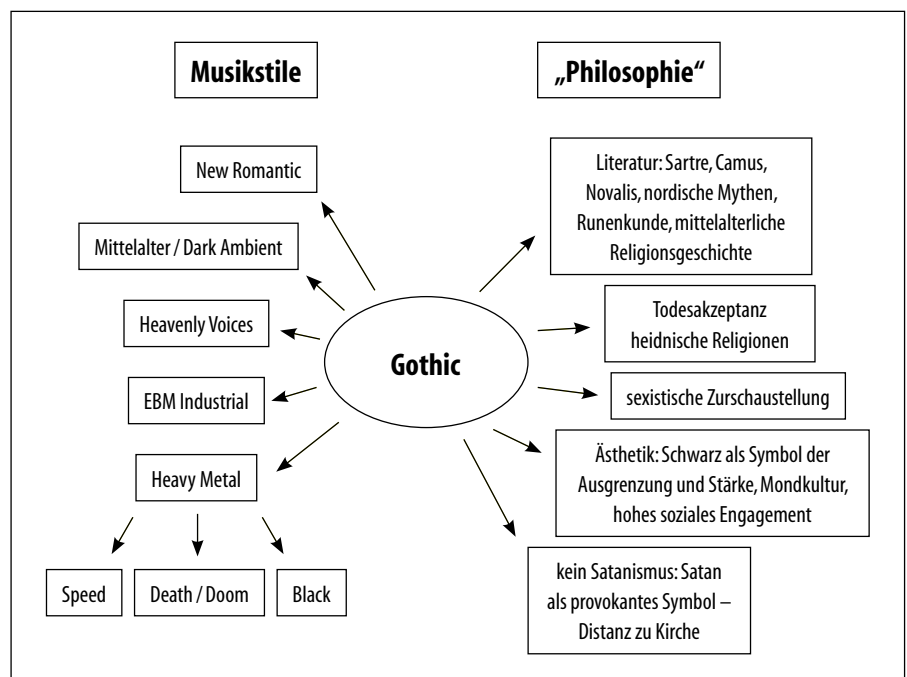 Musikstile
New Romantic
Mittelalter / Dark Ambient
Heavenly Voices
EBM Industrial
Heavy Metal
Speed
Death / Doom
Black
Gothic
„Philosophie“
Literatur: Sartre, Camus,
Novalis, nordische Mythen,
Runenkunde, mittelalterliche
Religionsgeschichte
Todesakzeptanz
heidnische Religionen
sexistische Zurschaustellung
Ästhetik: Schwarz als Symbol der
Ausgrenzung und Stärke, Mondkultur,
hohes soziales Engagement
kein Satanismus: Satan
als provokantes Symbol –
Distanz zu Kirche